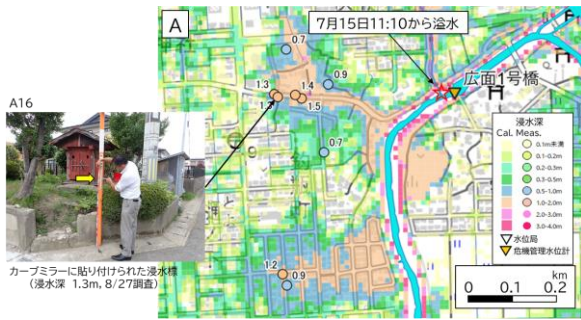 A
7月15日11:10から溢水
0.7
0.9
広面1号橋
1.3
1.4
1.5
0.7
1.2
0.9
A16
カーブミラーに貼り付けられた浸水標
(浸水深 1.3m, 8/27調査)
浸水深
Cal. Meas.
0.1m未満
0.1-0.2m
0.2-0.3m
0.3-0.5m
0.5-1.0m
1.0-2.0m
2.0-3.0m
3.0-4.0m
水位局
危機管理水位計
km
0 0.1 0.2